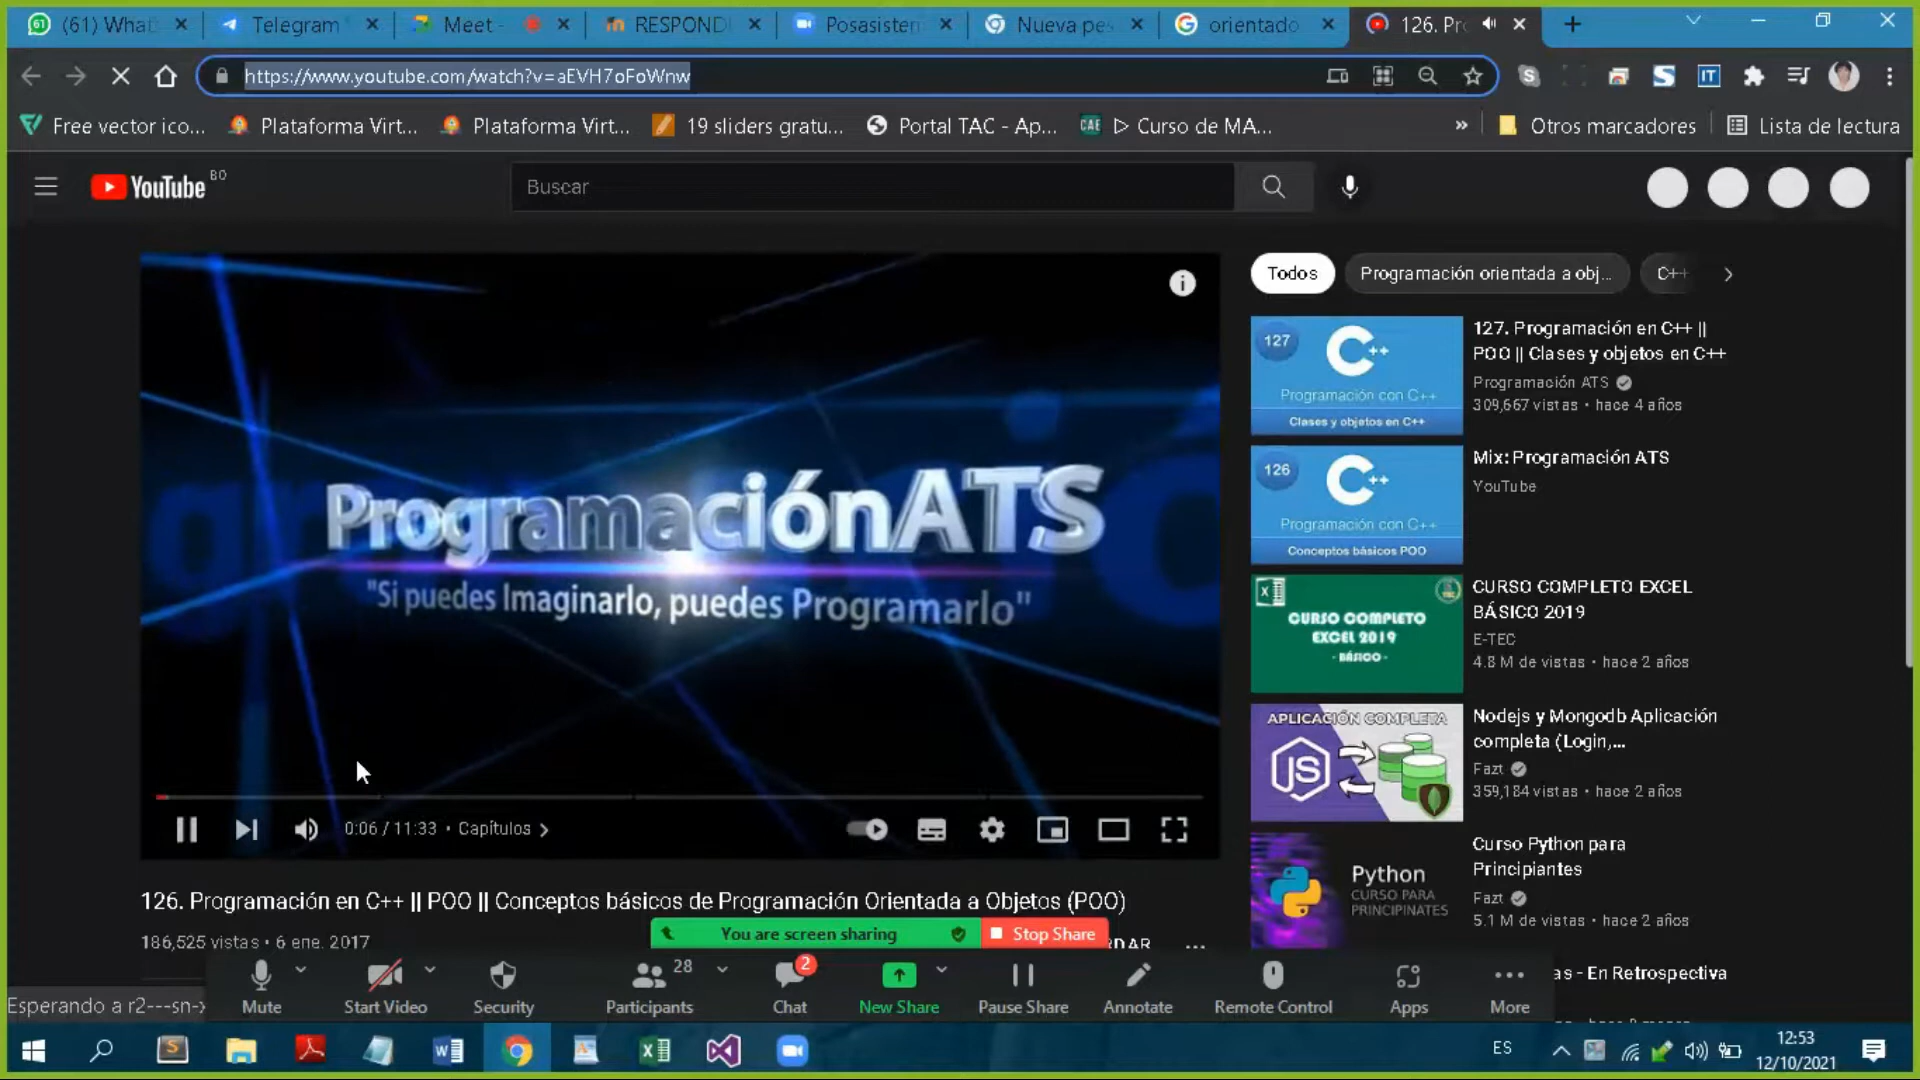 61
(61) What
Telegram
Meet -
RESPOND
Posasistem
Nueva pes
orientado
126. Pr
https://www.youtube.com/watch?v=aEVH7oFoWnw
Free vector ico...
Plataforma Virt...
Plataforma Virt...
19 sliders gratu...
Portal TAC - Ap...
CAE
Curso de MA...
»
Otros marcadores
Lista de lectura
YouTube BO
Buscar
Todos
Programación orientada a obj...
C++
ProgramaciónATS
"Si puedes Imaginarlo, puedes Programarlo"
0:06 / 11:33 • Capítulos
126. Programación en C++ || POO || Conceptos básicos de Programación Orientada a Objetos (POO)
186,525 vistas • 6 ene. 2017
127
C++
Programación con C++
Clases y objetos en C++
127. Programación en C++ ||
POO || Clases y objetos en C++
Programación ATS
309,667 vistas • hace 4 años
126
C++
Programación con C++
Conceptos básicos POO
Mix: Programación ATS
YouTube
CURSO COMPLETO
EXCEL 2019
- BÁSICO -
CURSO COMPLETO EXCEL
BÁSICO 2019
E-TEC
4.8 M de vistas • hace 2 años
APLICACIÓN COMPLETA
JS
Nodejs y Mongodb Aplicación
completa (Login,...
Fazt
359,184 vistas • hace 2 años
Python
CURSO PARA
PRINCIPINATES
Curso Python para
Principiantes
Fazt
5.1 M de vistas • hace 2 años
as - En Retrospectiva
You are screen sharing
Stop Share
Esperando a r2---sn-x
Mute
Start Video
Security
28
Participants
2
Chat
New Share
Pause Share
Annotate
Remote Control
Apps
More
ES
12:53
12/10/2021